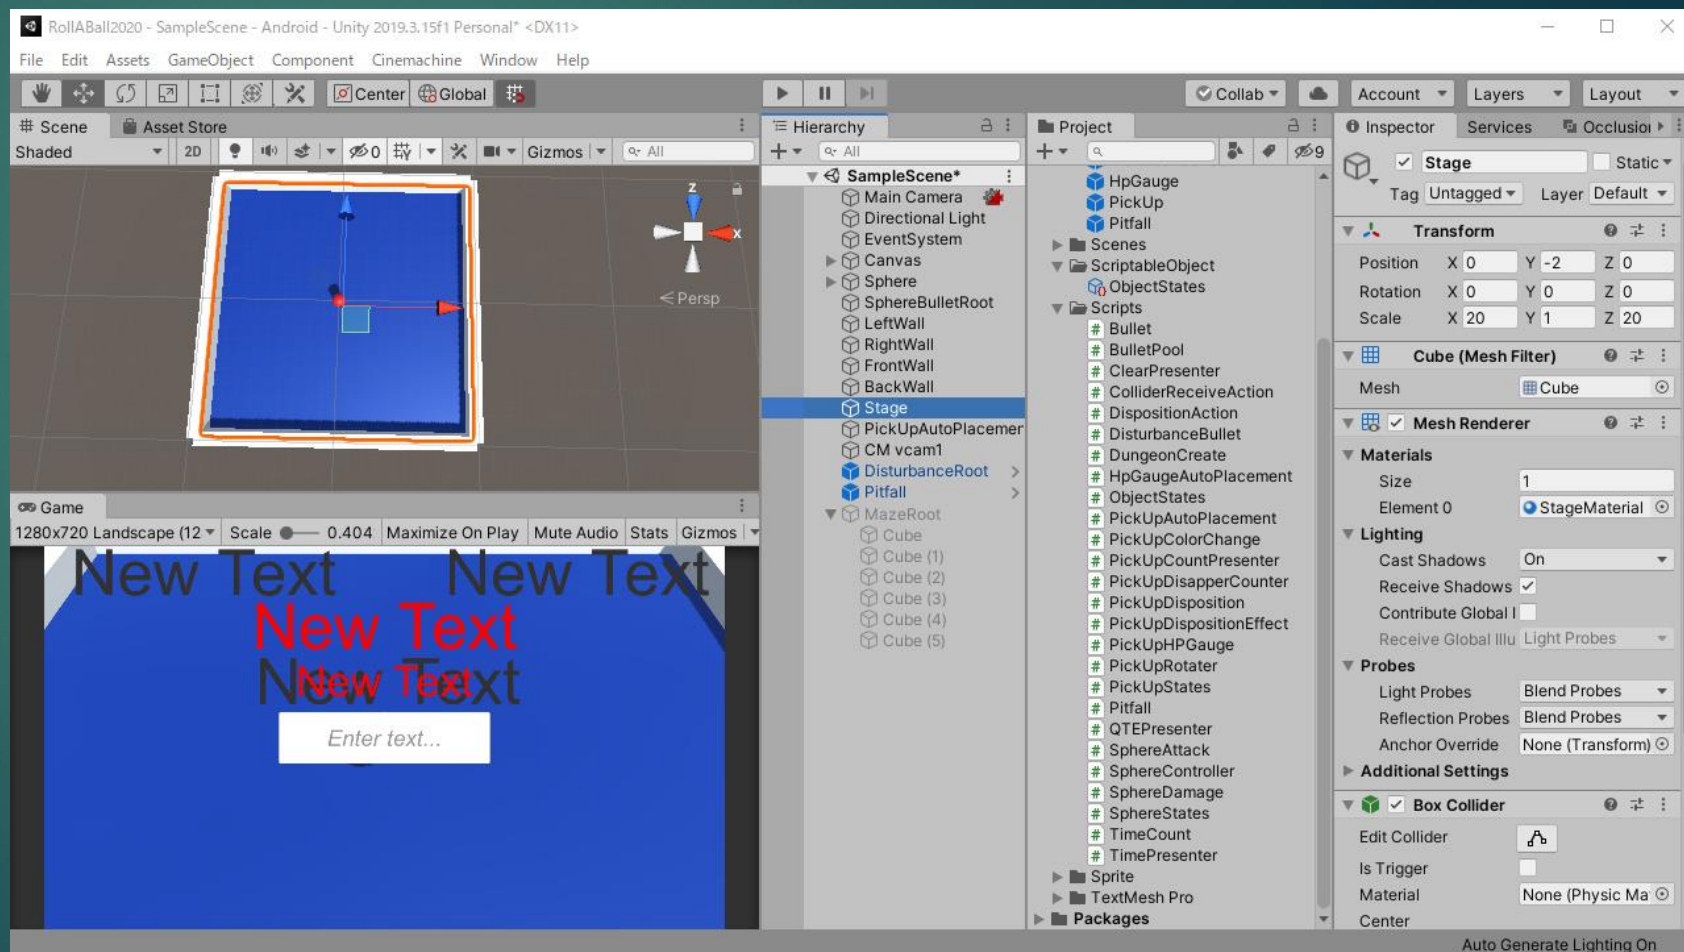 RollABall2020 - SampleScene - Android - Unity 2019.3.15f1 Personal* <DX11>
File Edit Assets GameObject Component Cinemachine Window Help
Center Global Collab Account Layers Layout
Scene Asset Store
Shaded 2D 0 Gizmos All
z
x
Persp
Game
1280x720 Landscape (12 Scale 0.404 Maximize On Play Mute Audio Stats Gizmos
New Text New Text
New Text
New Text
New Text
Enter text...
Hierarchy
All
SampleScene*
Main Camera
Directional Light
EventSystem
Canvas
Sphere
SphereBulletRoot
LeftWall
RightWall
FrontWall
BackWall
Stage
PickUpAutoPlacemer
CM vcam1
DisturbanceRoot
Pitfall
MazeRoot
Cube
Cube (1)
Cube (2)
Cube (3)
Cube (4)
Cube (5)
Project
9
HpGauge
PickUp
Pitfall
Scenes
ScriptableObject
ObjectStates
Scripts
Bullet
BulletPool
ClearPresenter
ColliderReceiveAction
DispositionAction
DisturbanceBullet
DungeonCreate
HpGaugeAutoPlacement
ObjectStates
PickUpAutoPlacement
PickUpColorChange
PickUpCountPresenter
PickUpDisapperCounter
PickUpDisposition
PickUpDispositionEffect
PickUpHPGauge
PickUpRotater
PickUpStates
Pitfall
QTEPresenter
SphereAttack
SphereController
SphereDamage
SphereStates
TimeCount
TimePresenter
Sprite
TextMesh Pro
Packages
Inspector Services Occlusion
Stage Static
Tag Untagged Layer Default
Transform
Position X 0 Y -2 Z 0
Rotation X 0 Y 0 Z 0
Scale X 20 Y 1 Z 20
Cube (Mesh Filter)
Mesh Cube
Mesh Renderer
Materials
Size 1
Element 0 StageMaterial
Lighting
Cast Shadows On
Receive Shadows
Contribute Global I
Receive Global Illu Light Probes
Probes
Light Probes Blend Probes
Reflection Probes Blend Probes
Anchor Override None (Transform)
Additional Settings
Box Collider
Edit Collider
Is Trigger
Material None (Physic Ma
Center
Auto Generate Lighting On